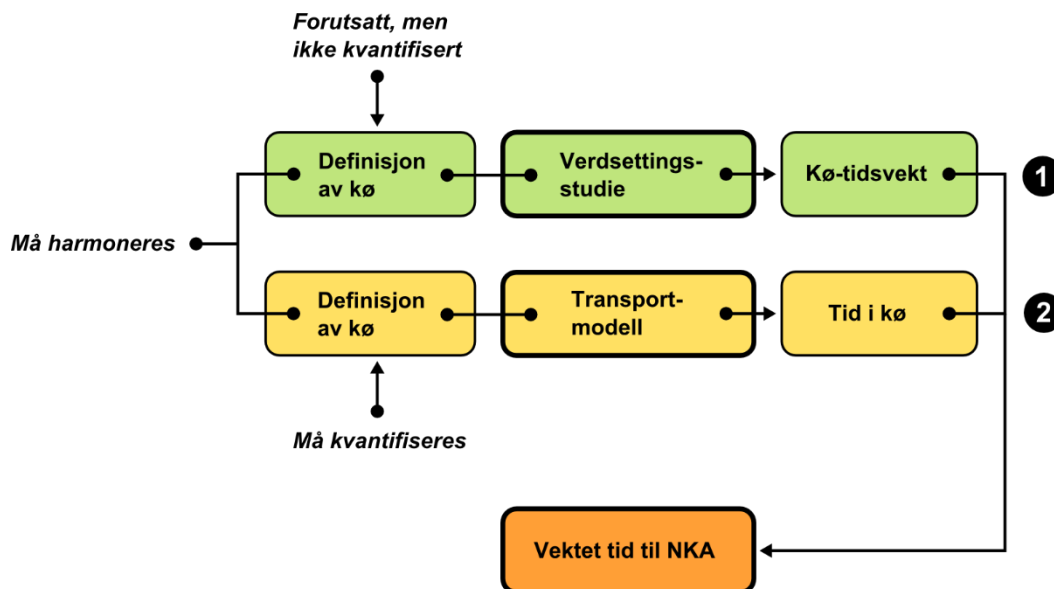 Forutsatt, men
ikke kvantifisert
Definisjon
av kø
Verdsettings-
studie
Kø-tidsvekt
1
Må harmoneres
Definisjon
av kø
Transport-
modell
Tid i kø
2
Må kvantifiseres
Vektet tid til NKA